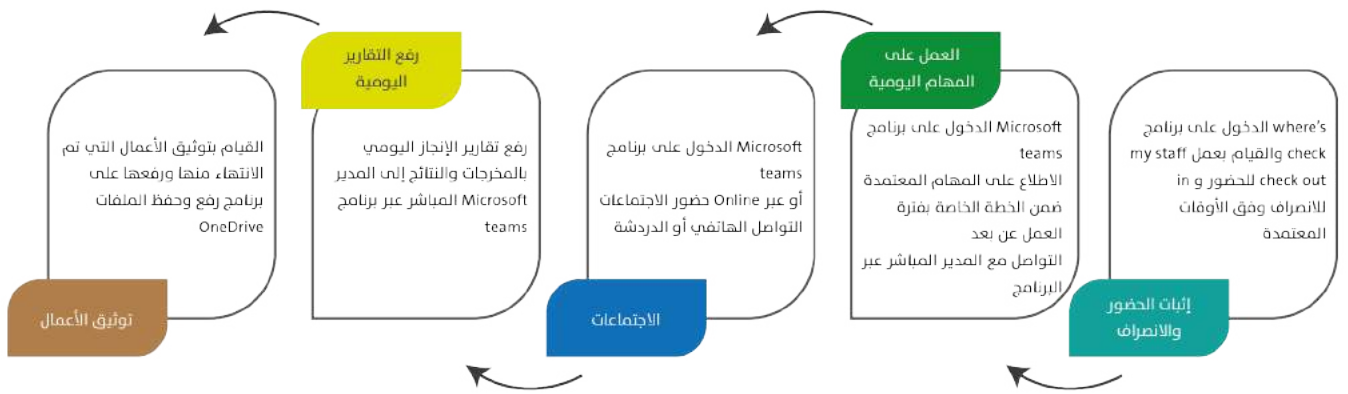 إثبات الحضور
والانصراف
where's الدخول على برنامج
check والقيام بعمل my staff
check out للحضور و in
للانصراف وفق الأوقات
المعتمدة
العمل على
المهام اليومية
Microsoft الدخول على برنامج
teams
الاطلاع على المهام المعتمدة
ضمن الخطة الخاصة بفترة
العمل عن بعد
التواصل مع المدير المباشر عبر
البرنامج
الاجتماعات
Microsoft الدخول على برنامج
teams
أو عبر Online حضور الاجتماعات
التواصل الهاتفي أو الدردشة
رفع التقارير
اليومية
رفع تقارير الإنجاز اليومي
بالمخرجات والنتائج إلى المدير
Microsoft المباشر عبر برنامج
teams
توثيق الأعمال
القيام بتوثيق الأعمال التي تم
الانتهاء منها ورفعها على
برنامج رفع وحفظ الملفات
OneDrive